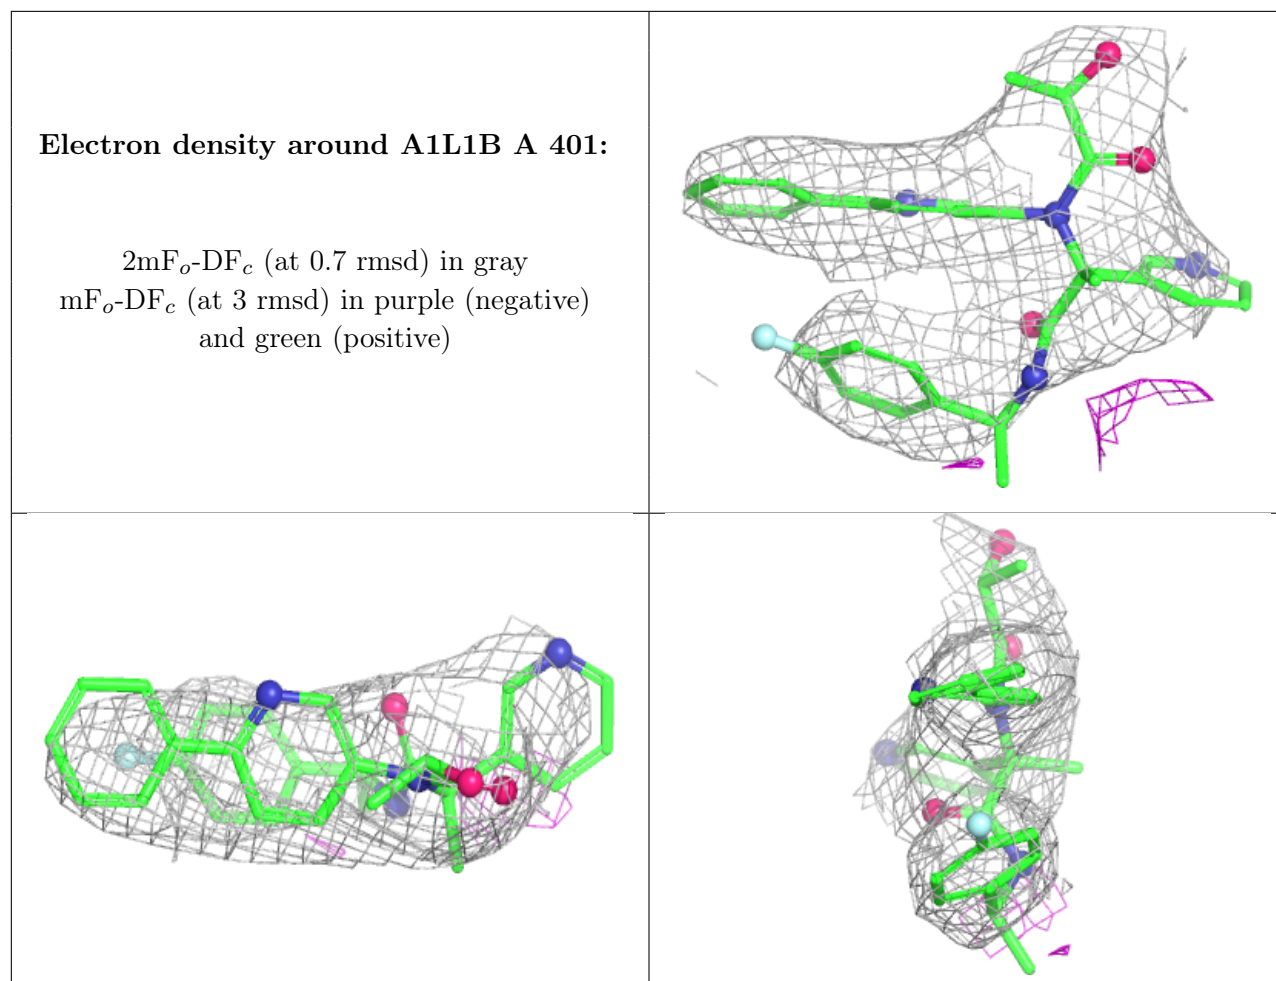 Electron density around A1L1B A 401:
2mFo-DFc (at 0.7 rmsd) in gray
mFo-DFc (at 3 rmsd) in purple (negative)
and green (positive)